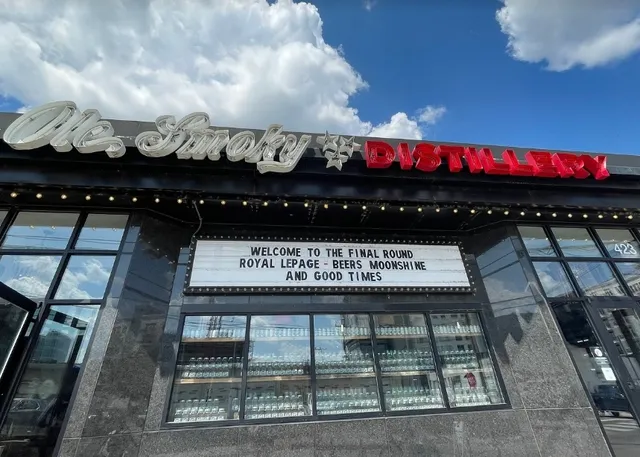 Ole Smoky DISTILLERY
WELCOME TO THE FINAL ROUND
ROYAL LEPAGE - BEERS MOONSHINE
AND GOOD TIMES
423